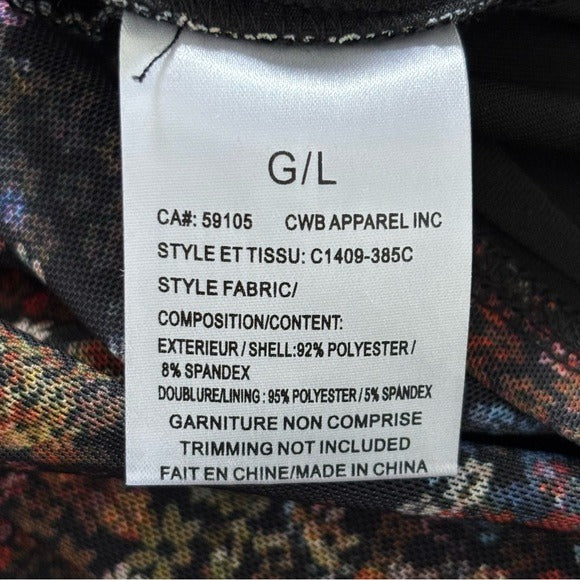 G/L
CA#: 59105 CWB APPAREL INC
STYLE ET TISSU: C1409-385C
STYLE FABRIC/
COMPOSITION/CONTENT:
EXTERIEUR / SHELL:92% POLYESTER /
8% SPANDEX
DOUBLURE/LINING : 95% POLYESTER / 5% SPANDEX
GARNITURE NON COMPRISE
TRIMMING NOT INCLUDED
FAIT EN CHINE/MADE IN CHINA